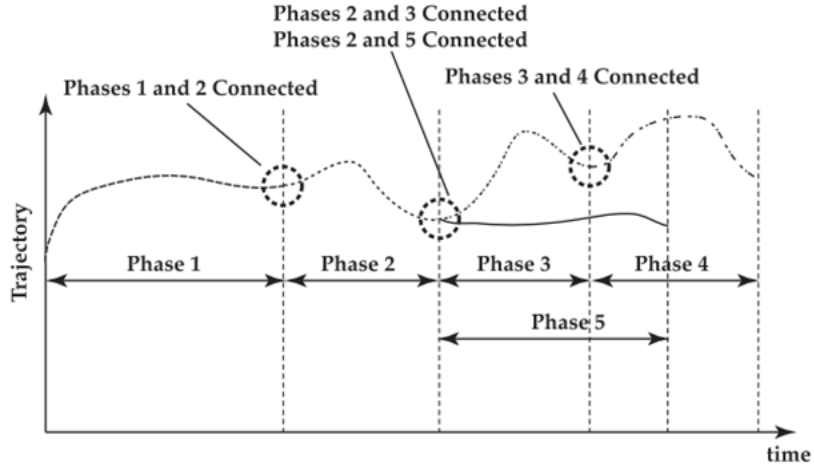 Phases 2 and 3 Connected
Phases 2 and 5 Connected
Phases 3 and 4 Connected
Phases 1 and 2 Connected
Trajectory
Phase 1
Phase 2
Phase 3
Phase 4
Phase 5
time